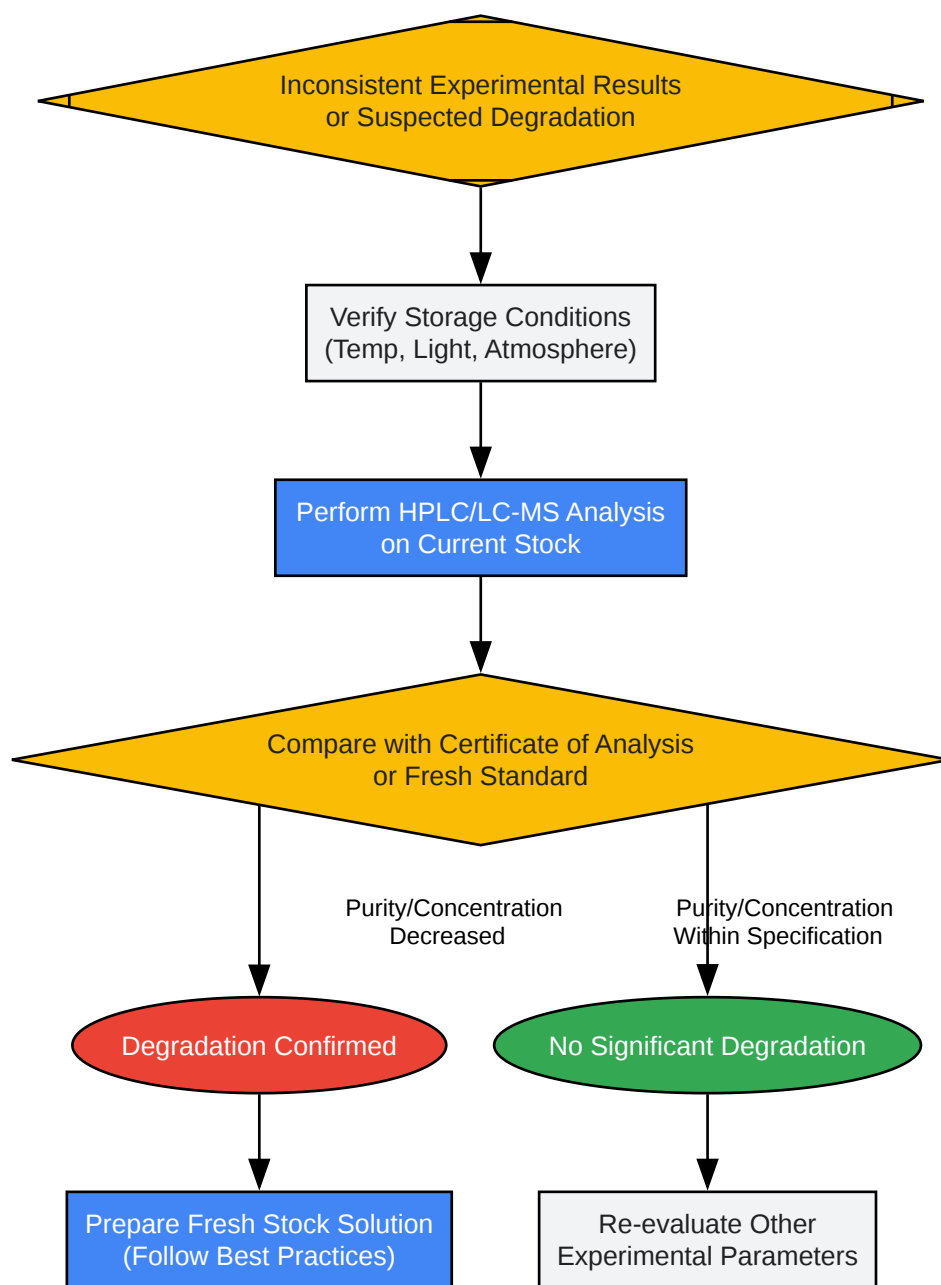 Inconsistent Experimental Results
or Suspected Degradation
Verify Storage Conditions
(Temp, Light, Atmosphere)
Perform HPLC/LC-MS Analysis
on Current Stock
Compare with Certificate of Analysis
or Fresh Standard
Purity/Concentration
Decreased
Purity/Concentration
Within Specification
Degradation Confirmed
No Significant Degradation
Prepare Fresh Stock Solution
(Follow Best Practices)
Re-evaluate Other
Experimental Parameters